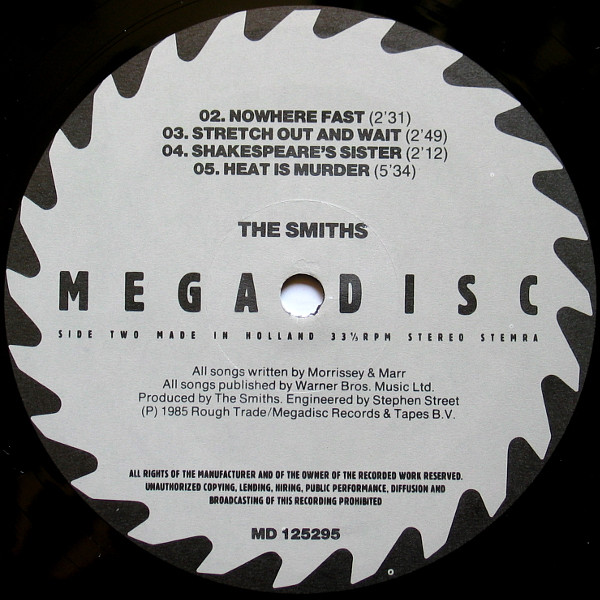 02. NOWHERE FAST (2'31)
03. STRETCH OUT AND WAIT (2'49)
04. SHAKESPEARE'S SISTER (2'12)
05. HEAT IS MURDER (5'34)
THE SMITHS
MEGADISC
SIDE TWO MADE IN HOLLAND 33⅓RPM STEREO STEMRA
All songs written by Morrissey & Marr
All songs published by Warner Bros. Music Ltd.
Produced by The Smiths. Engineered by Stephen Street
(P) 1985 Rough Trade/Megadisc Records & Tapes B.V.
ALL RIGHTS OF THE MANUFACTURER AND OF THE OWNER OF THE RECORDED WORK RESERVED.
UNAUTHORIZED COPYING, LENDING, HIRING, PUBLIC PERFORMANCE, DIFFUSION AND
BROADCASTING OF THIS RECORDING PROHIBITED
MD 125295